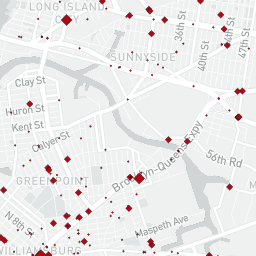 LONG ISLAND
CITY
36th St
SUNNYSIDE
40th St
47th St
Clay St
Huron St
Kent St
Calyer St
56th Rd
Brooklyn-Queens Expy
GREENPOINT
N 8th St
Maspeth Ave
WILLIAMSBURG